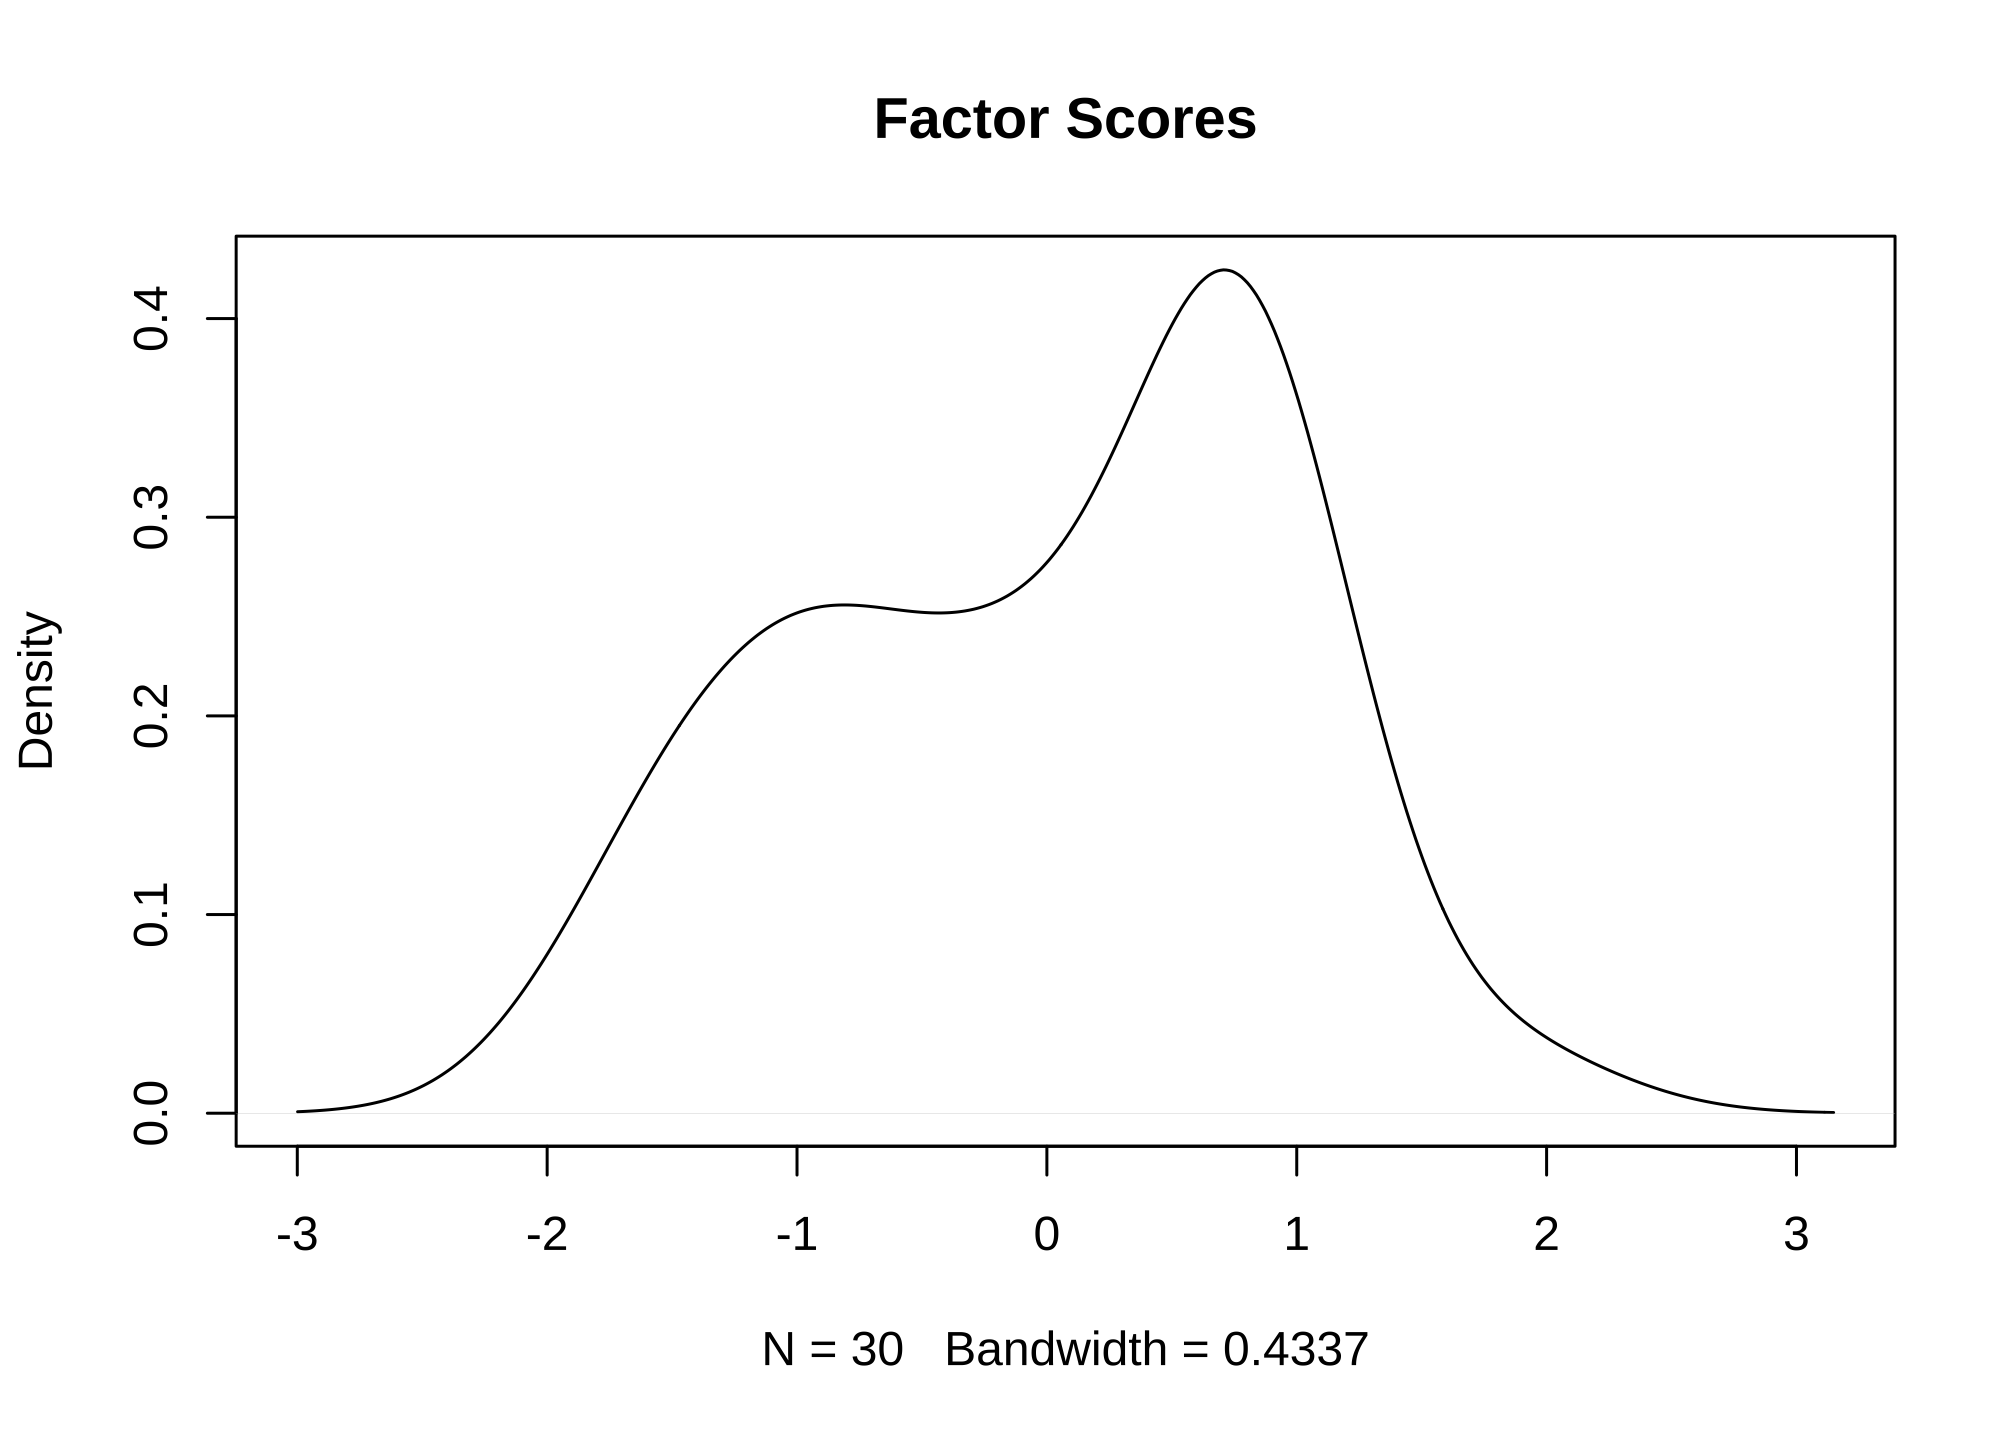 Factor Scores
Density
0.4
0.3
0.2
0.1
0.0
-3 -2 -1 0 1 2 3
N = 30 Bandwidth = 0.4337